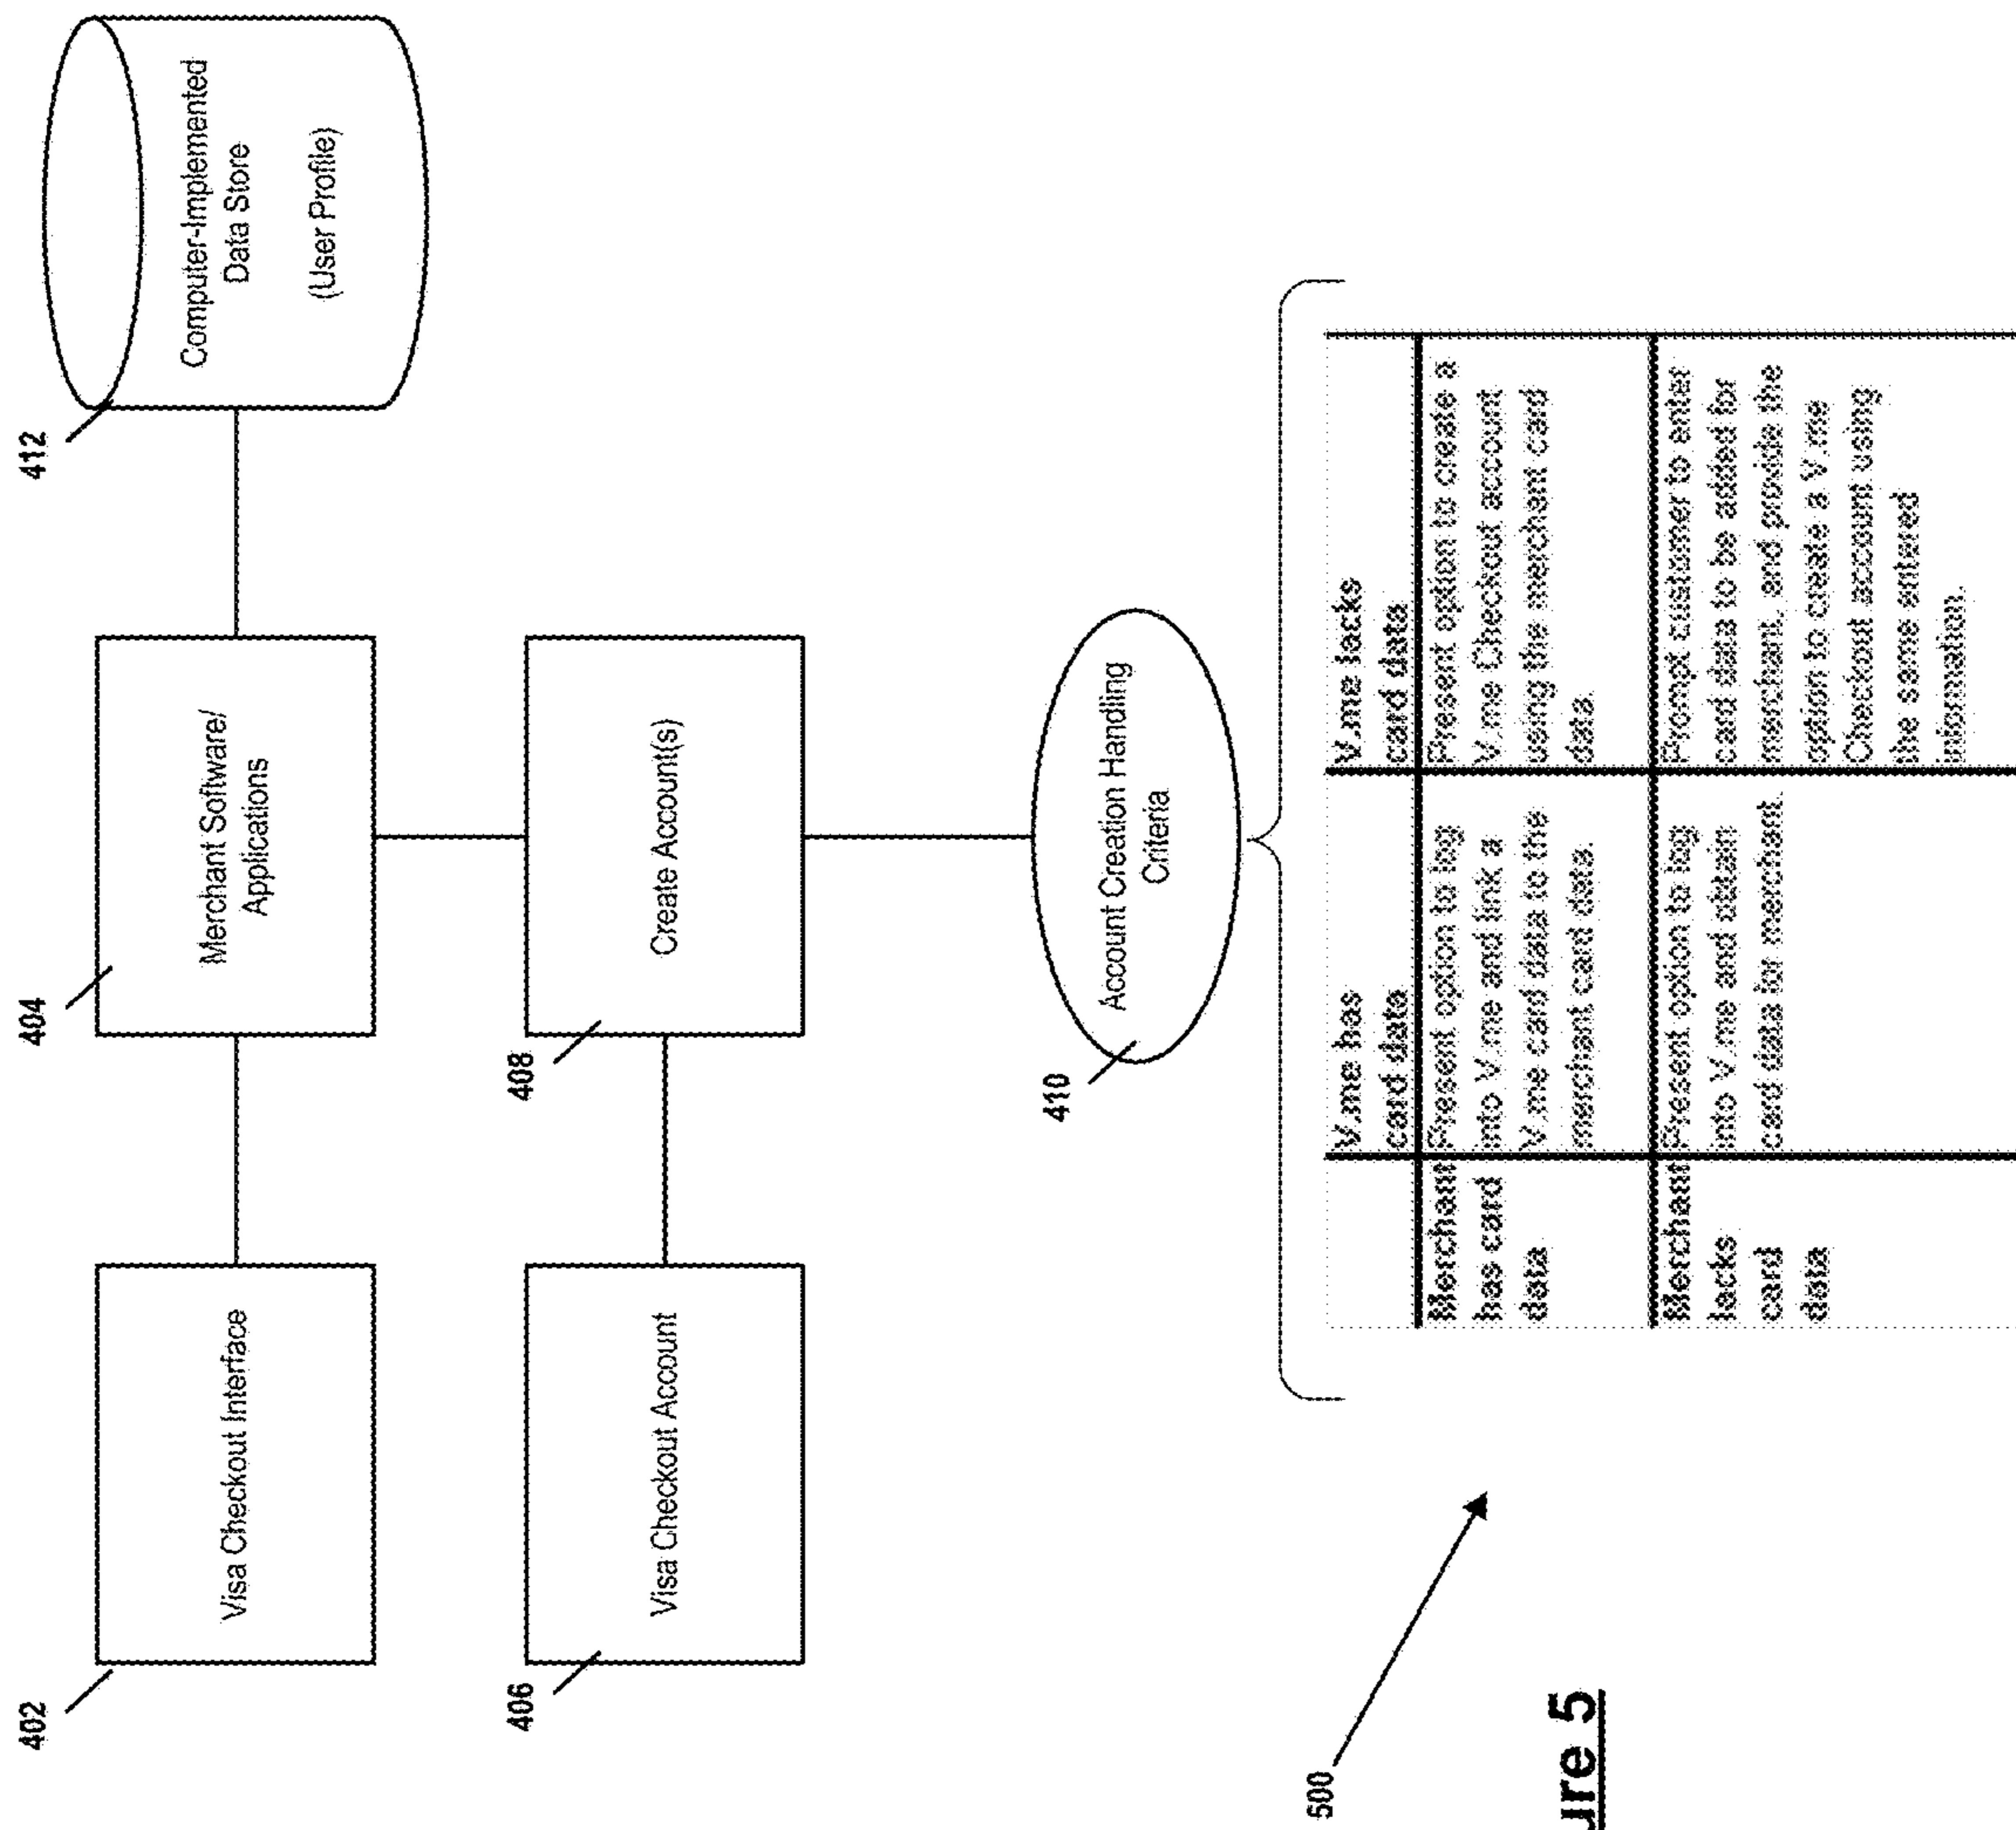 402
Visa Checkout Interface
404
Merchant Software/
Applications
412
Computer-Implemented
Data Store
(User Profile)
406
Visa Checkout Account
408
Create Account(s)
410
Account Creation Handling
Criteria
V.me has
card data
V.me lacks
card data
Merchant
has card
data
Present option to log
into V.me and link a
V.me card data to the
merchant card data.
Present option to create a
V.me Checkout account
using the merchant card
data.
Merchant
lacks
card
data
Present option to log
into V.me and obtain
card data for merchant.
Prompt customer to enter
card data to be added for
merchant, and provide the
option to create a V.me
Checkout account using
the same entered
information.
500
ure 5